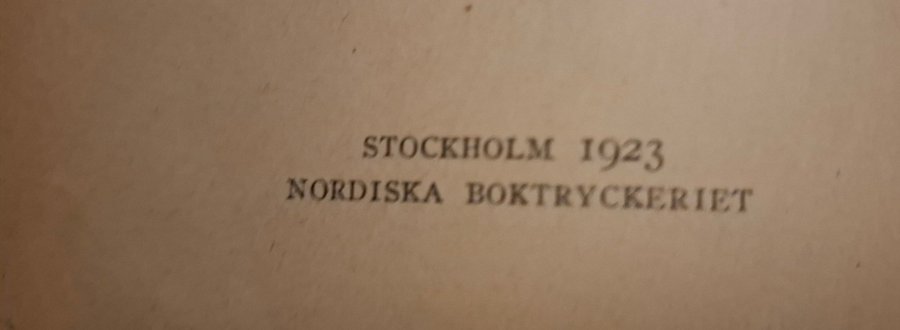 STOCKHOLM 1923
NORDISKA BOKTRYCKERIET